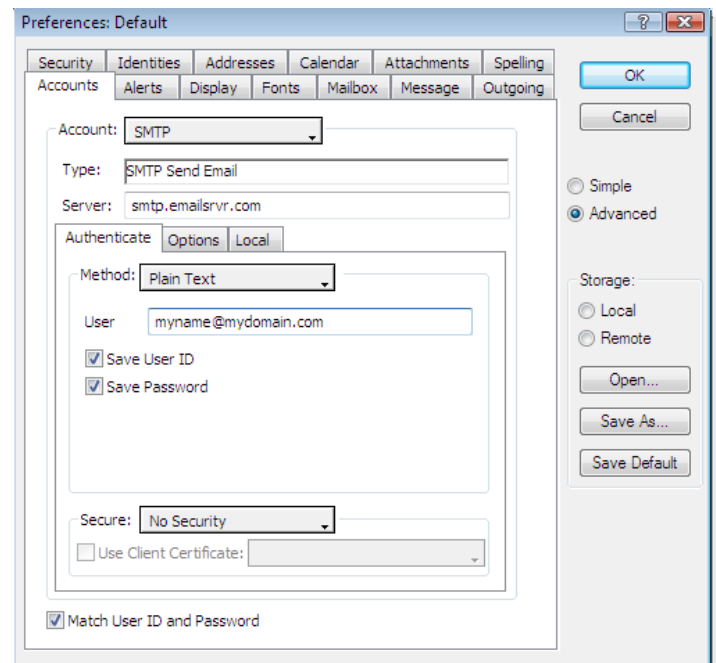 Preferences: Default
Security Identities Addresses Calendar Attachments Spelling
Accounts Alerts Display Fonts Mailbox Message Outgoing
Account: SMTP
Type: SMTP Send Email
Server: smtp.emailsrvr.com
Authenticate Options Local
Method: Plain Text
User myname@mydomain.com
Save User ID
Save Password
Secure: No Security
Use Client Certificate:
Match User ID and Password
OK
Cancel
Simple
Advanced
Storage:
Local
Remote
Open...
Save As...
Save Default